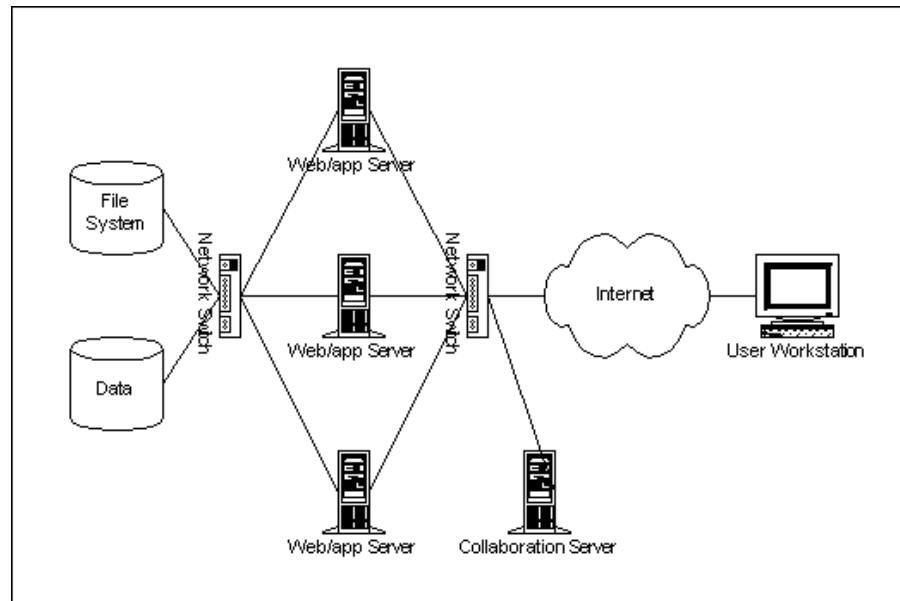 Web/app Server
File
System
Network Switch
Network Switch
Internet
Web/app Server
User Workstation
Data
Web/app Server
Collaboration Server